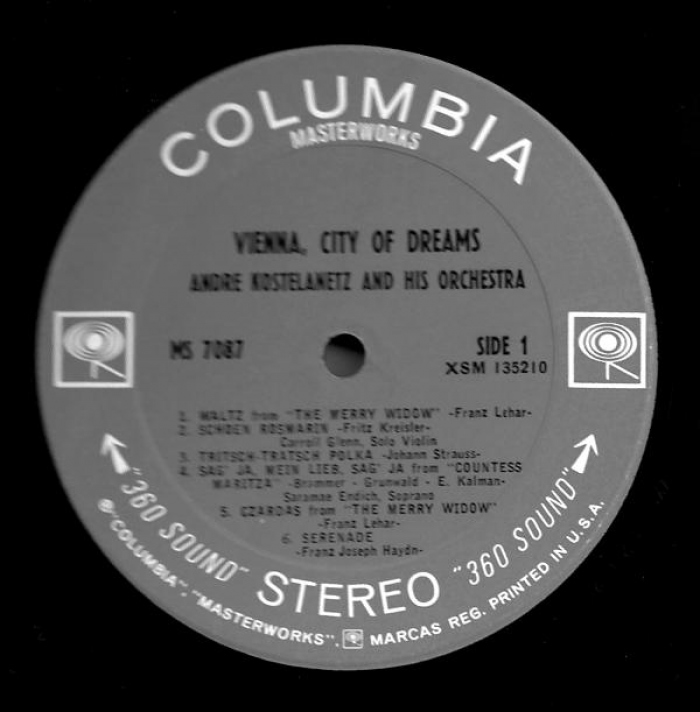 COLUMBIA
MASTERWORKS
VIENNA, CITY OF DREAMS
ANDRE KOSTELANETZ AND HIS ORCHESTRA
MS 7087
SIDE 1
XSM 135210
1. WALTZ from "THE MERRY WIDOW" -Franz Lehar-
2. SCHOEN ROSMARIN -Fritz Kreisler-
Carroll Glenn, Solo Violin
3. TRITSCH-TRATSCH POLKA -Johann Strauss-
4. SAG' JA, MEIN LIEB, SAG' JA from "COUNTESS
MARITZA" -Brammer - Grunwald - E. Kalman-
Saramae Endich, Soprano
5. CZARDAS from "THE MERRY WIDOW"
-Franz Lehar-
6. SERENADE
-Franz Joseph Haydn-
"360 SOUND" STEREO "360 SOUND"
℗"COLUMBIA", "MASTERWORKS", MARCAS REG. PRINTED IN U.S.A.